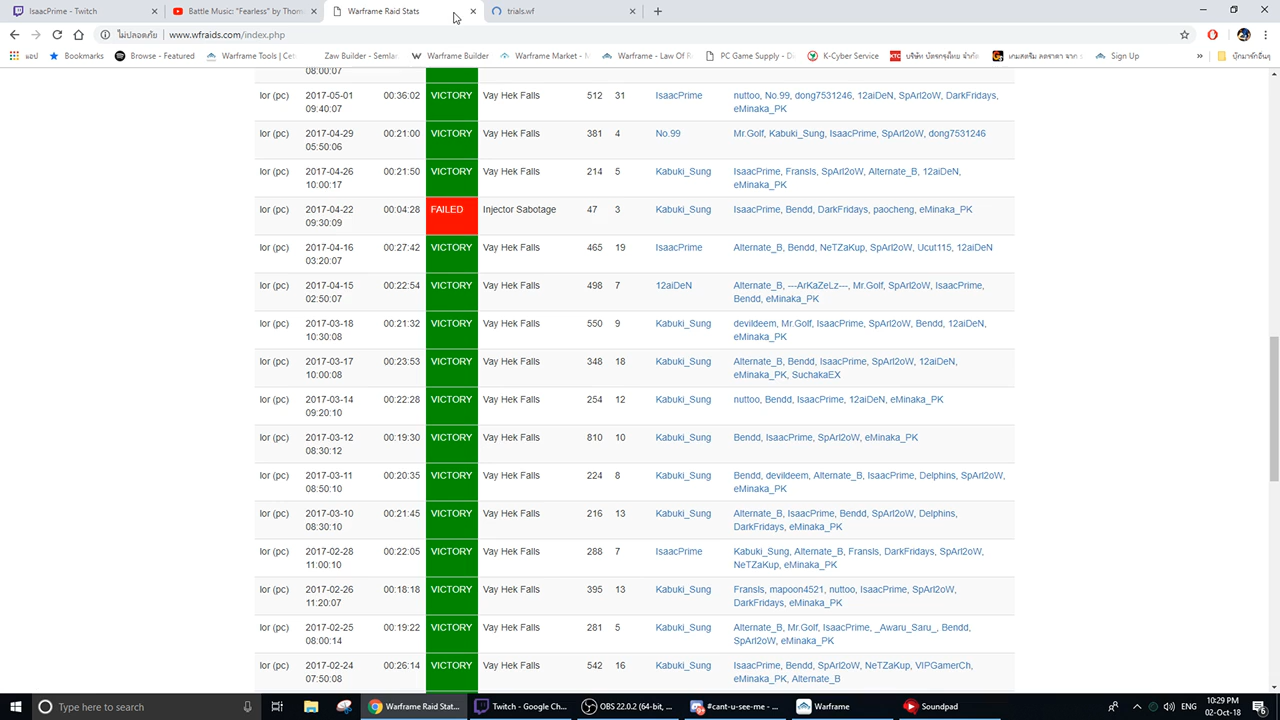 IsaacPrime - Twitch
Battle Music: "Fearless" by Thom
Warframe Raid Stats
trials.wf
ไม่ปลอดภัย
www.wfraids.com/index.php
แอป
Bookmarks
Browse - Featured
Warframe Tools | Cet
Zaw Builder - Semlar
Warframe Builder
Warframe Market -
Warframe - Law Of R
PC Game Supply - D
K-Cyber Service
บริษัท บัตรกรุงไทย จำกัด
Sign Up
»
บุ๊กมาร์กอื่นๆ
08:00:07
lor (pc) 2017-05-01 00:36:02 VICTORY Vay Hek Falls 512 31 IsaacPrime nuttoo, No.99, dong7531246, 12aiDeN, SpArl2oW, DarkFridays,
09:40:07 eMinaka_PK
lor (pc) 2017-04-29 00:21:00 VICTORY Vay Hek Falls 381 4 No.99 Mr.Golf, Kabuki_Sung, IsaacPrime, SpArl2oW, dong7531246
05:50:06
lor (pc) 2017-04-26 00:21:50 VICTORY Vay Hek Falls 214 5 Kabuki_Sung IsaacPrime, Fransls, SpArl2oW, Alternate_B, 12aiDeN,
10:00:17 eMinaka_PK
lor (pc) 2017-04-22 00:04:28 FAILED Injector Sabotage 47 3 Kabuki_Sung IsaacPrime, Bendd, DarkFridays, paocheng, eMinaka_PK
09:30:09
lor (pc) 2017-04-16 00:27:42 VICTORY Vay Hek Falls 465 19 IsaacPrime Alternate_B, Bendd, NeTZaKup, SpArl2oW, Ucut115, 12aiDeN
03:20:07
lor (pc) 2017-04-15 00:22:54 VICTORY Vay Hek Falls 498 7 12aiDeN Alternate_B, ---ArKaZeLz---, Mr.Golf, SpArl2oW, IsaacPrime,
02:50:07 Bendd, eMinaka_PK
lor (pc) 2017-03-18 00:21:32 VICTORY Vay Hek Falls 550 9 Kabuki_Sung devildeem, Mr.Golf, IsaacPrime, SpArl2oW, Bendd, 12aiDeN,
10:30:08 eMinaka_PK
lor (pc) 2017-03-17 00:23:53 VICTORY Vay Hek Falls 348 18 Kabuki_Sung Alternate_B, Bendd, IsaacPrime, SpArl2oW, 12aiDeN,
10:00:08 eMinaka_PK, SuchakaEX
lor (pc) 2017-03-14 00:22:28 VICTORY Vay Hek Falls 254 12 Kabuki_Sung nuttoo, Bendd, IsaacPrime, 12aiDeN, eMinaka_PK
09:20:10
lor (pc) 2017-03-12 00:19:30 VICTORY Vay Hek Falls 810 10 Kabuki_Sung Bendd, IsaacPrime, SpArl2oW, eMinaka_PK
08:30:12
lor (pc) 2017-03-11 00:20:35 VICTORY Vay Hek Falls 224 8 Kabuki_Sung Bendd, devildeem, Alternate_B, IsaacPrime, Delphins, SpArl2oW,
08:50:10 eMinaka_PK
lor (pc) 2017-03-10 00:21:45 VICTORY Vay Hek Falls 216 13 Kabuki_Sung Alternate_B, IsaacPrime, Bendd, SpArl2oW, Delphins,
08:30:10 DarkFridays, eMinaka_PK
lor (pc) 2017-02-28 00:22:05 VICTORY Vay Hek Falls 288 7 IsaacPrime Kabuki_Sung, Alternate_B, Fransls, DarkFridays, SpArl2oW,
11:00:10 NeTZaKup, eMinaka_PK
lor (pc) 2017-02-26 00:18:18 VICTORY Vay Hek Falls 395 13 Kabuki_Sung Fransls, mapoon4521, nuttoo, IsaacPrime, SpArl2oW,
11:20:07 DarkFridays, eMinaka_PK
lor (pc) 2017-02-25 00:19:22 VICTORY Vay Hek Falls 281 5 Kabuki_Sung Alternate_B, Mr.Golf, IsaacPrime, _Awaru_Saru_, Bendd,
08:00:14 SpArl2oW, eMinaka_PK
lor (pc) 2017-02-24 00:26:14 VICTORY Vay Hek Falls 542 16 Kabuki_Sung IsaacPrime, Bendd, SpArl2oW, NeTZaKup, VIPGamerCh,
07:50:08 eMinaka_PK, Alternate_B
Type here to search
Warframe Raid Stat...
Twitch - Google Ch...
OBS 22.0.2 (64-bit, ...
#cant-u-see-me - ...
Warframe
Soundpad
10:29 PM
02-Oct-18